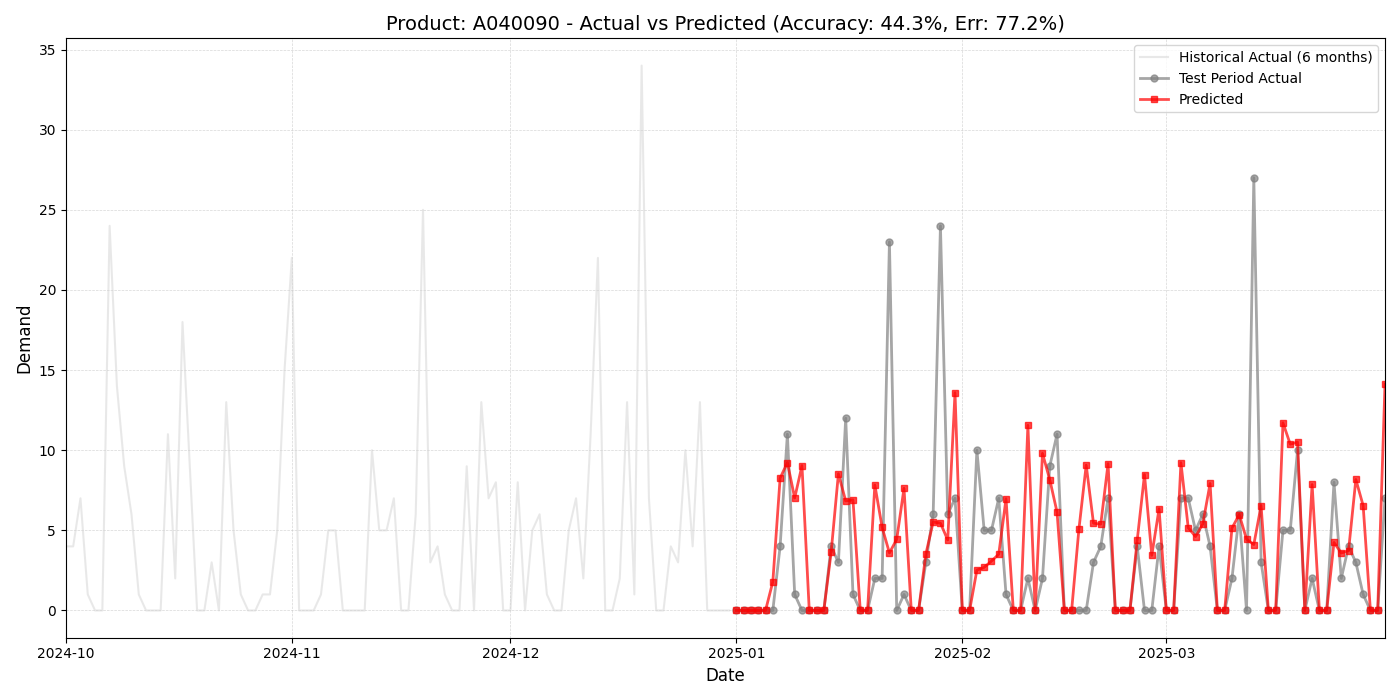 Product: A040090 - Actual vs Predicted (Accuracy: 44.3%, Err: 77.2%)
Historical Actual (6 months)
Test Period Actual
Predicted
Demand
35
30
25
20
15
10
5
0
2024-10
2024-11
2024-12
2025-01
2025-02
2025-03
Date